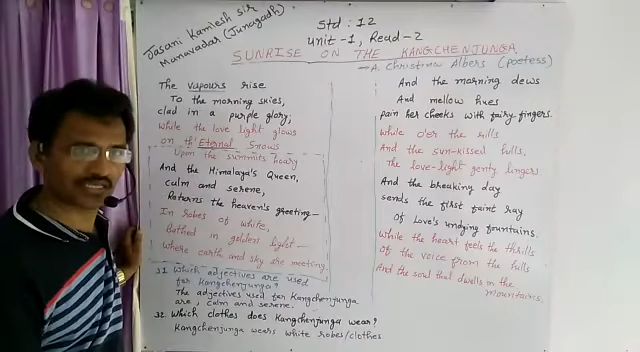 Jasani Kamlesh sir
Manavadar (Junagadh)
Std : 12
Unit -1, Read-2
SUNRISE ON THE KANGCHENJUNGA
→ A. Christina Albers (poetess)
The vapours rise
To the morning skies,
clad in a purple glory;
While the love light glows
on th' Eternal Snows
Upon the summits hoary
And the Himalaya's Queen,
calm and serene,
Returns the heaven's greeting—
In robes of white,
Bathed in golden light—
Where earth and sky are meeting.
31. Which adjectives are used
for Kangchenjunga?
The adjectives used for Kangchenjunga
are, calm and serene.
32. Which clothes does Kangchenjunga wear?
Kangchenjunga wears white robes/clothes
And the morning dews
And mellow hues
pain her cheeks with fairy fingers.
While o'er the rills
And the sun-kissed hills,
The love-light genty lingers
And the breaking day
sends the first faint ray
Of Love's undying fountains.
While the heart feels the thrills
Of the voice from the hills
And the soul that dwells in the
mountains.